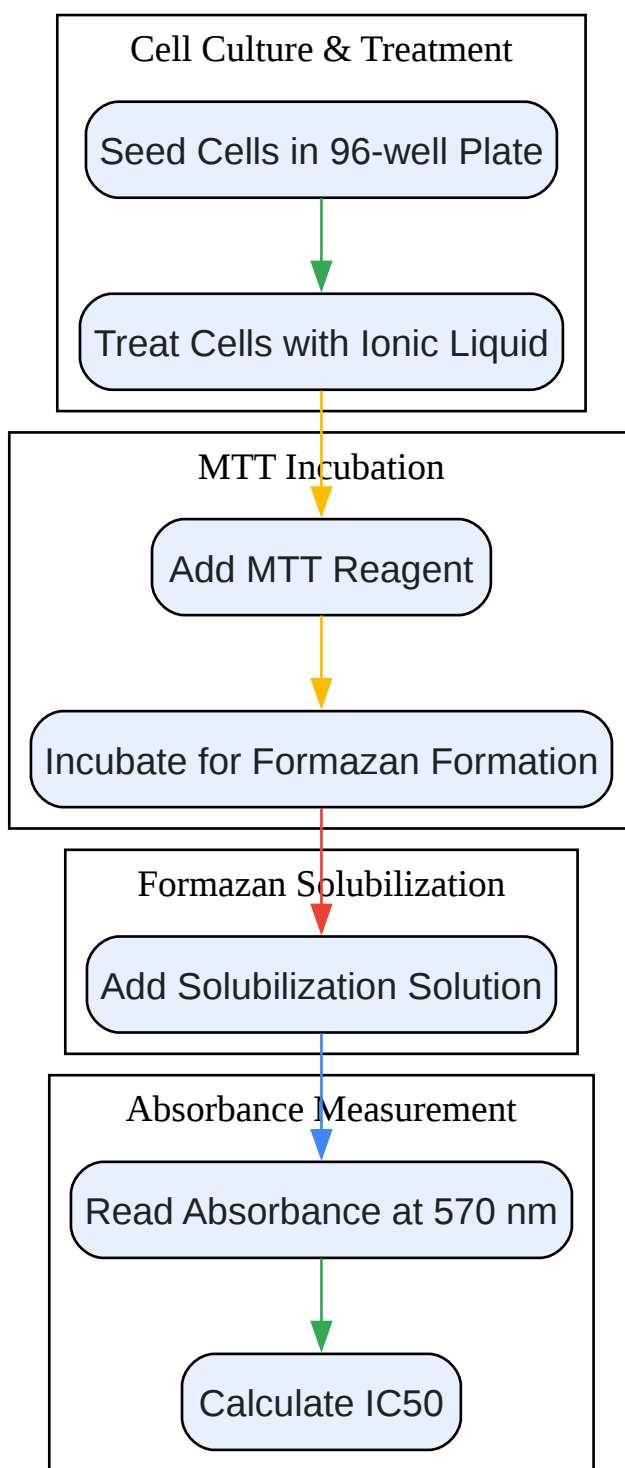 Cell Culture & Treatment
Seed Cells in 96-well Plate
Treat Cells with Ionic Liquid
MTT Incubation
Add MTT Reagent
Incubate for Formazan Formation
Formazan Solubilization
Add Solubilization Solution
Absorbance Measurement
Read Absorbance at 570 nm
Calculate IC50